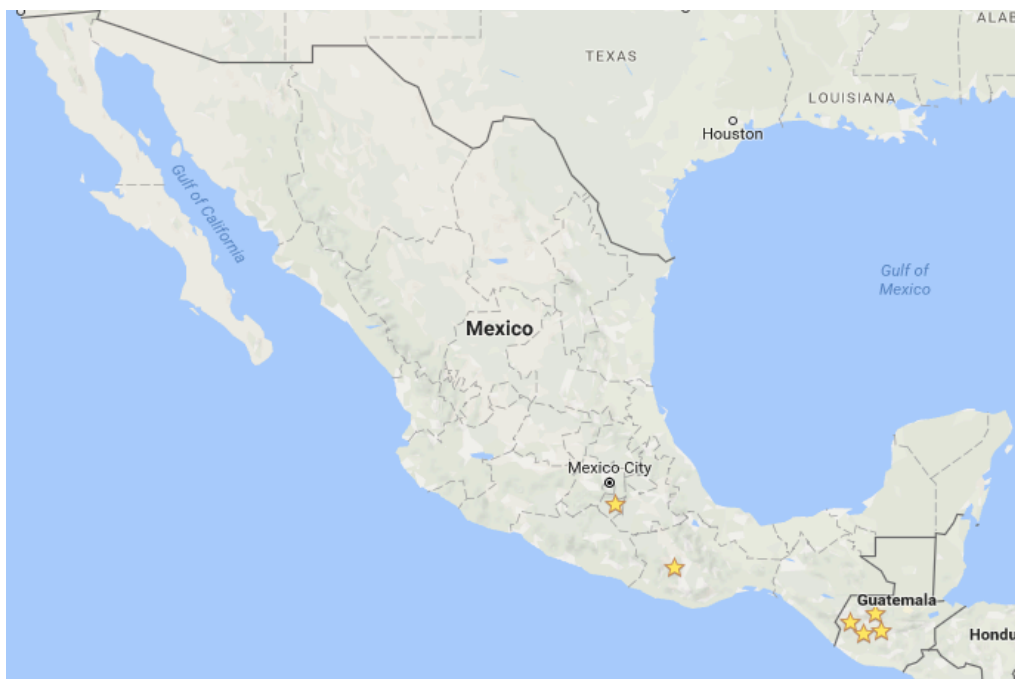 ALAB
TEXAS
LOUISIANA
Houston
Gulf of California
Gulf of
Mexico
Mexico
Mexico City
Guatemala
Hondu